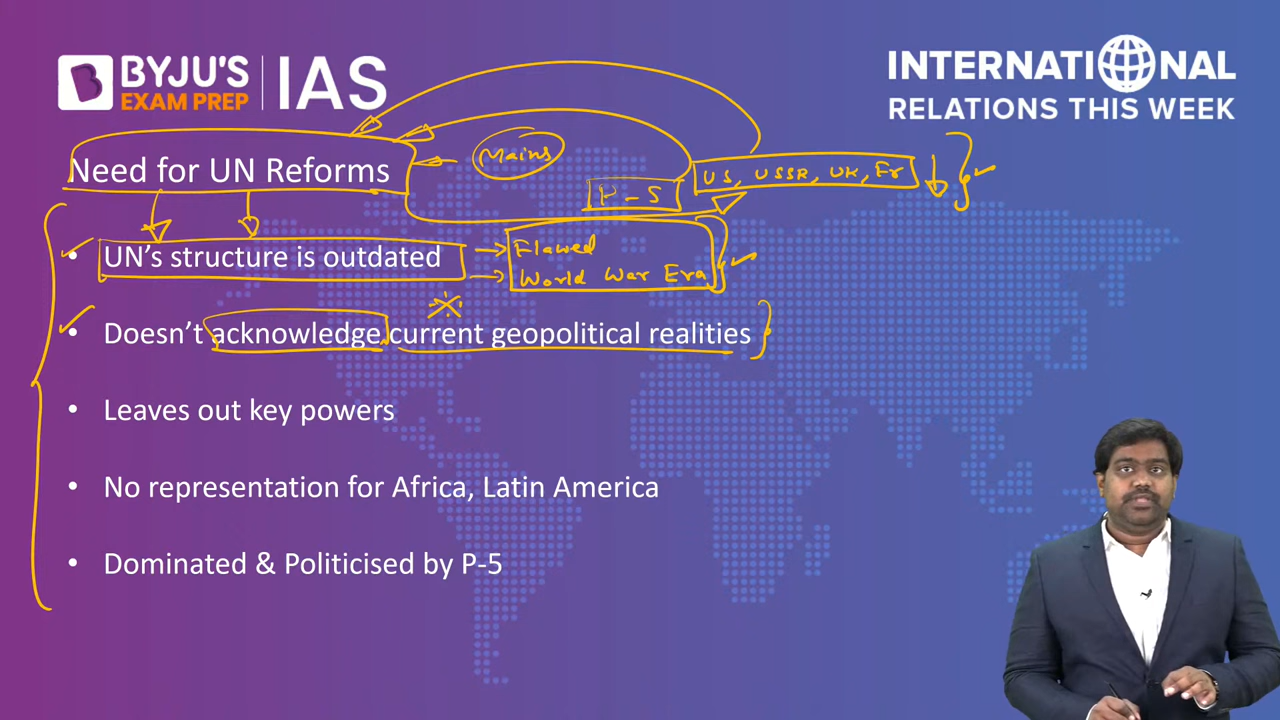 BYJU'S
EXAM PREP
IAS
INTERNATIONAL
RELATIONS THIS WEEK
Need for UN Reforms
Mains
P-5
US, USSR, UK, Fr
• UN's structure is outdated
Flawed
World War Era
• Doesn't acknowledge current geopolitical realities
• Leaves out key powers
• No representation for Africa, Latin America
• Dominated & Politicised by P-5